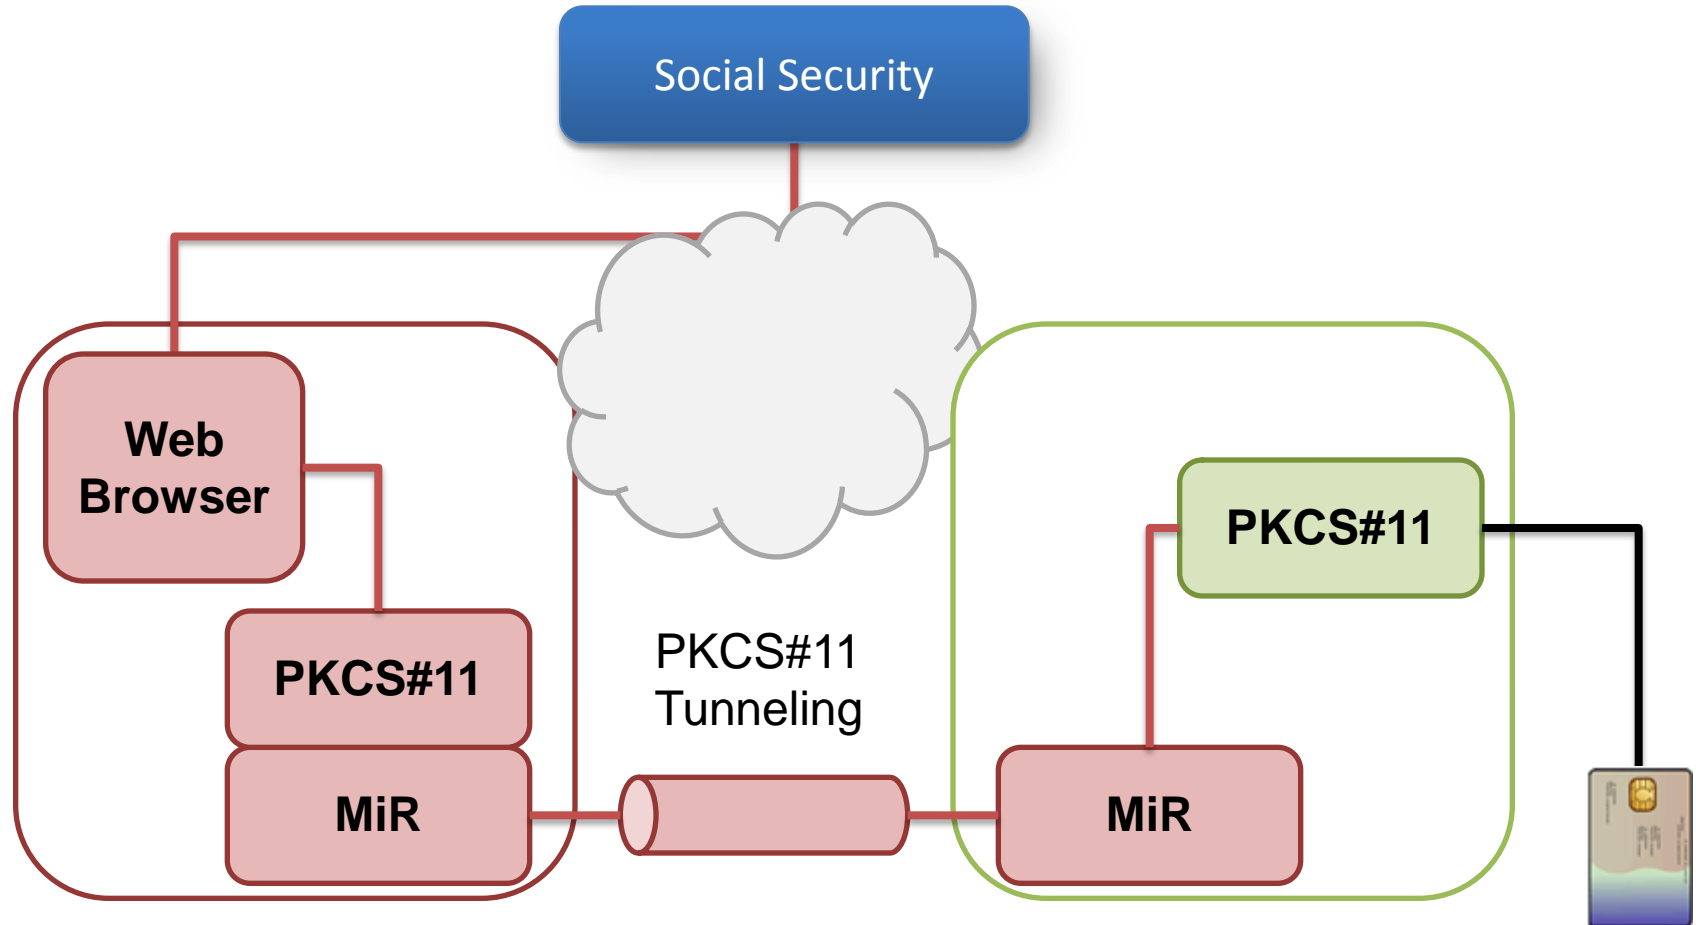 Social Security
Web
Browser
PKCS#11
PKCS#11
PKCS#11
Tunneling
MiR
MiR